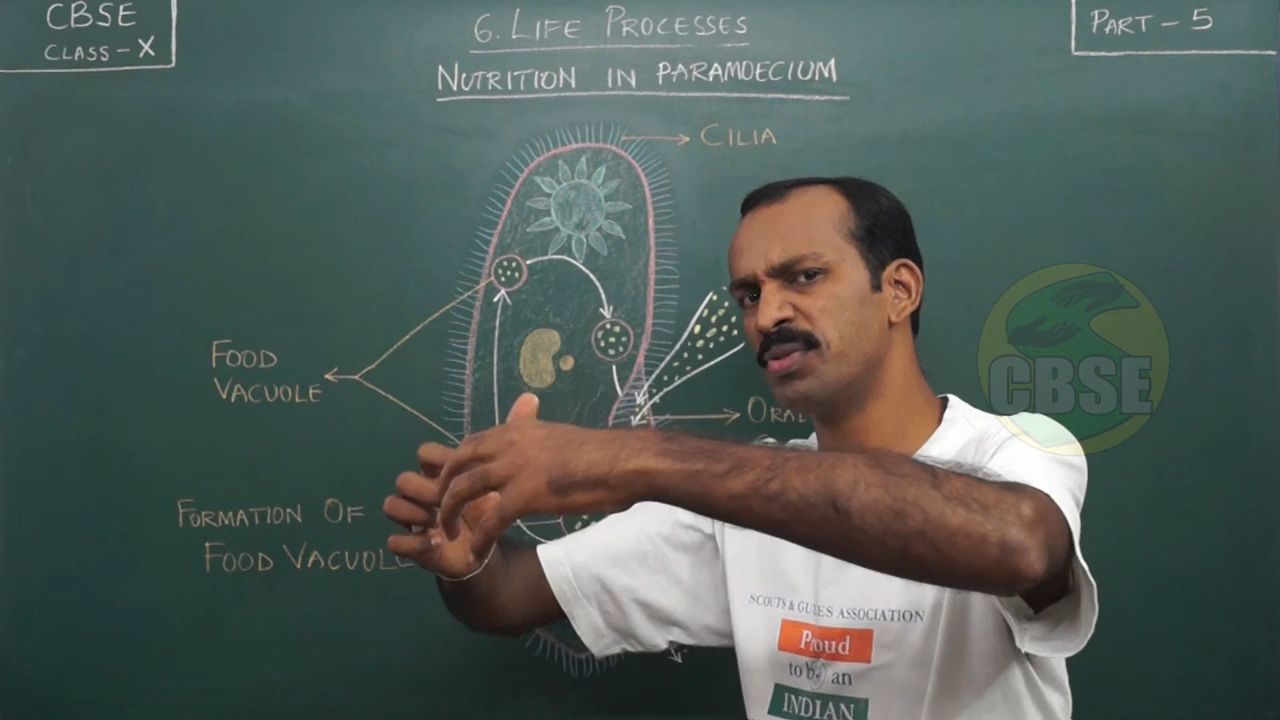 CBSE
CLASS - X
6. LIFE PROCESSES
PART - 5
NUTRITION IN PARAMOECIUM
CILIA
FOOD
VACUOLE
CBSE
FORMATION OF
FOOD
SCOUTS & GUIDES ASSOCIATION
Proud
to be an
INDIAN